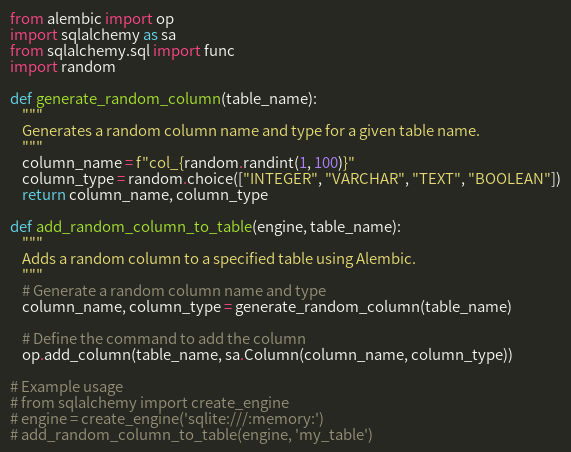 from alembic import op
import sqlalchemy as sa
from sqlalchemy.sql import func
import random

def generate_random_column(table_name):
    """
    Generates a random column name and type for a given table name.
    """
    column_name = f"col_{random.randint(1, 100)}"
    column_type = random.choice(["INTEGER", "VARCHAR", "TEXT", "BOOLEAN"])
    return column_name, column_type

def add_random_column_to_table(engine, table_name):
    """
    Adds a random column to a specified table using Alembic.
    """
    # Generate a random column name and type
    column_name, column_type = generate_random_column(table_name)

    # Define the command to add the column
    op.add_column(table_name, sa.Column(column_name, column_type))

# Example usage
# from sqlalchemy import create_engine
# engine = create_engine('sqlite:///:memory:')
# add_random_column_to_table(engine, 'my_table')